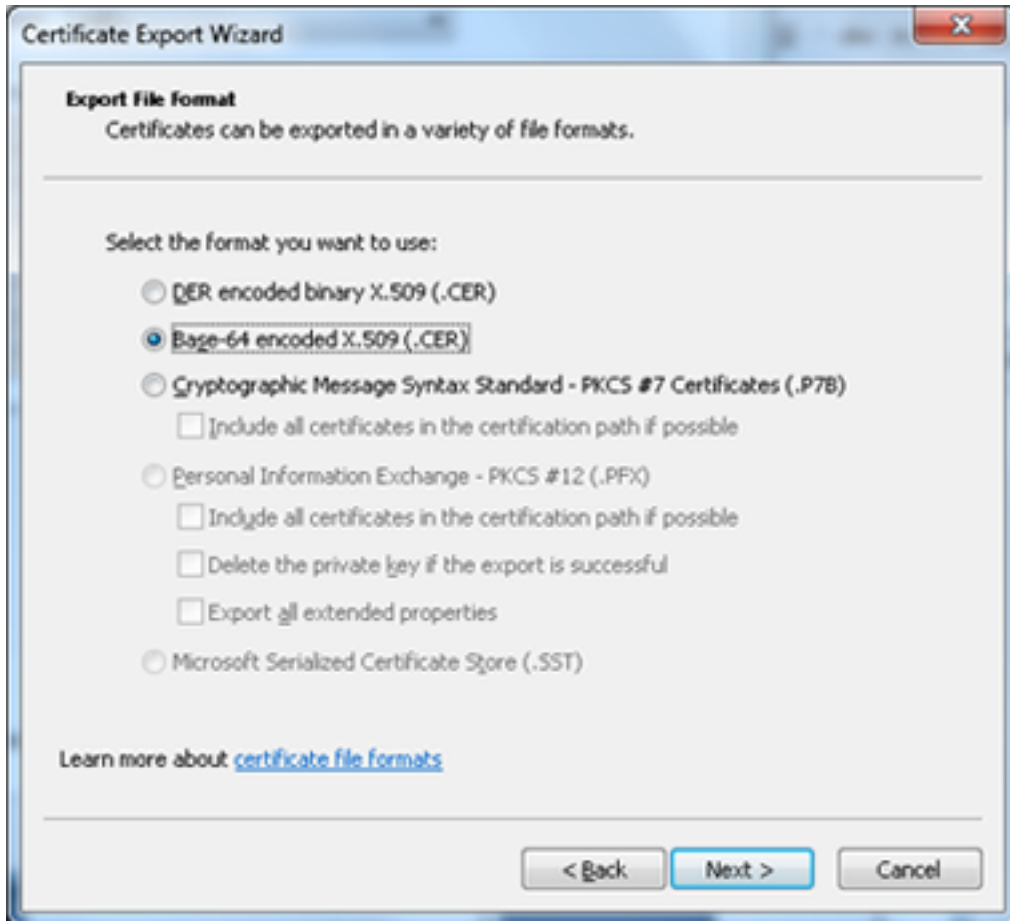 Certificate Export Wizard
Export File Format
Certificates can be exported in a variety of file formats.
Select the format you want to use:
DER encoded binary X.509 (.CER)
Base-64 encoded X.509 (.CER)
Cryptographic Message Syntax Standard - PKCS #7 Certificates (.P7B)
Include all certificates in the certification path if possible
Personal Information Exchange - PKCS #12 (.PFX)
Include all certificates in the certification path if possible
Delete the private key if the export is successful
Export all extended properties
Microsoft Serialized Certificate Store (.SST)
Learn more about certificate file formats
< Back Next > Cancel